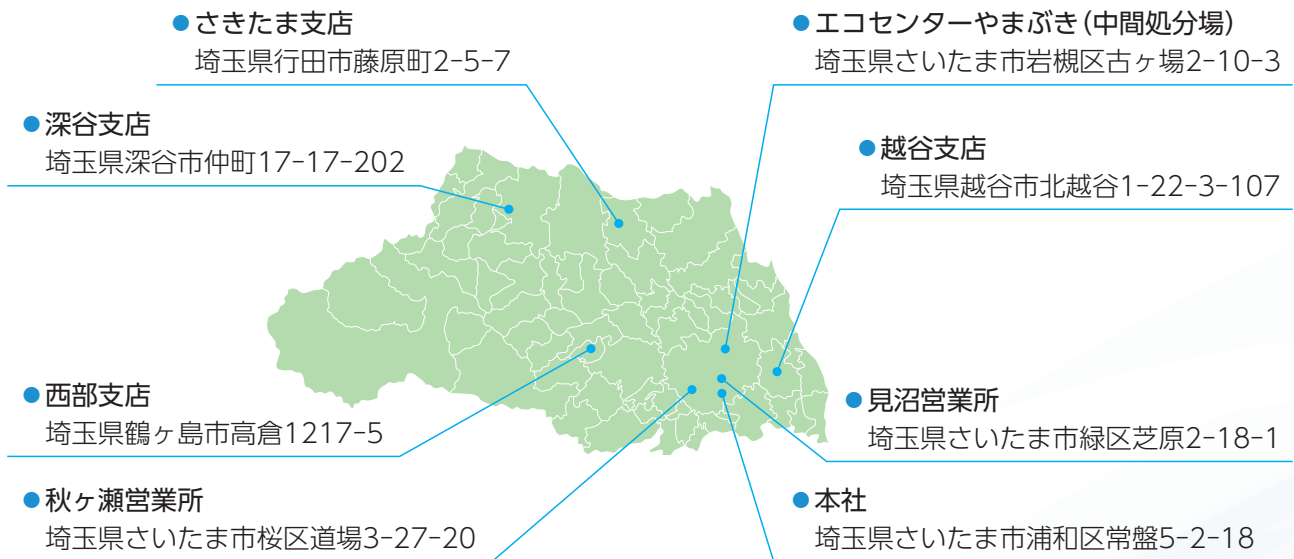 ●さきたま支店
埼玉県行田市藤原町2-5-7
●エコセンターやまぶき(中間処分場)
埼玉県さいたま市岩槻区古ヶ場2-10-3
●深谷支店
埼玉県深谷市仲町17-17-202
●越谷支店
埼玉県越谷市北越谷1-22-3-107
●西部支店
埼玉県鶴ヶ島市高倉1217-5
●見沼営業所
埼玉県さいたま市緑区芝原2-18-1
●秋ヶ瀬営業所
埼玉県さいたま市桜区道場3-27-20
●本社
埼玉県さいたま市浦和区常盤5-2-18